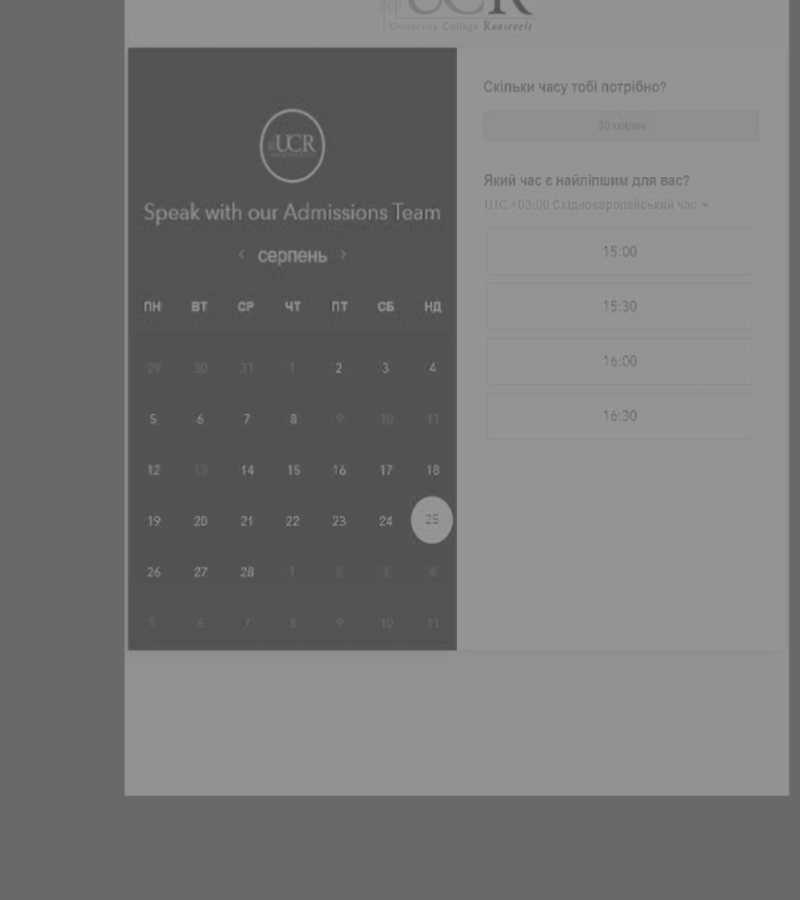 UCR
University College Roosevelt
UCR
Speak with our Admissions Team
‹ серпень ›
ПН ВТ СР ЧТ ПТ СБ НД
29 30 31 1 2 3 4
5 6 7 8 9 10 11
12 13 14 15 16 17 18
19 20 21 22 23 24 25
26 27 28 1 2 3 4
5 6 7 8 9 10 11
Скільки часу тобі потрібно?
30 хвилин
Який час є найліпшим для вас?
UTC +03:00 Східноєвропейський час
15:00
15:30
16:00
16:30